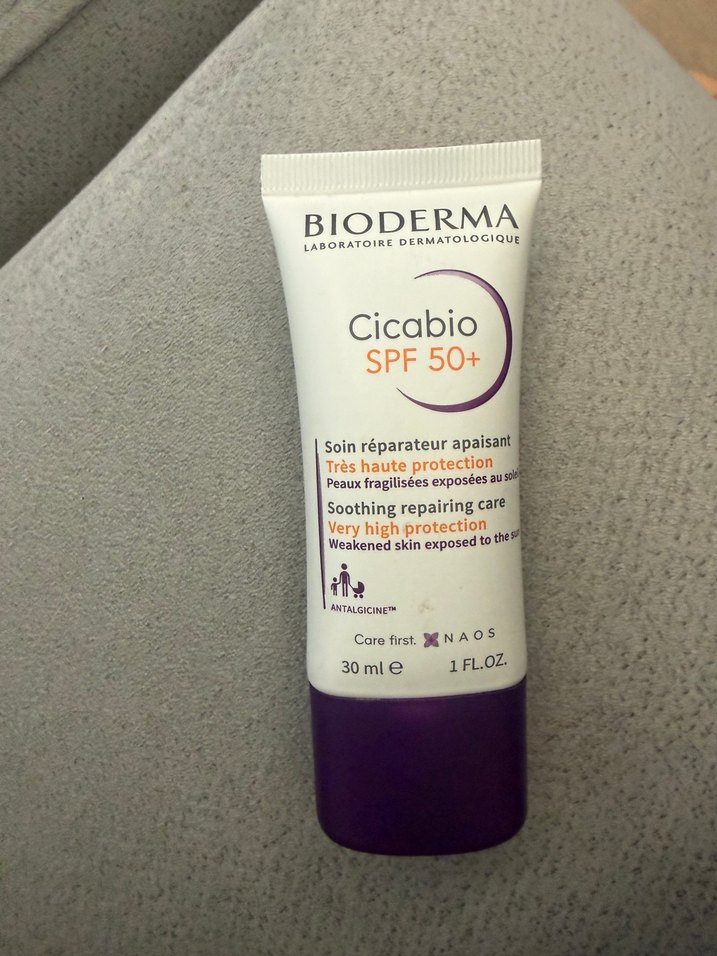 BIODERMA
LABORATOIRE DERMATOLOGIQUE
Cicabio
SPF 50+
Soin réparateur apaisant
Très haute protection
Peaux fragilisées exposées au
Soothing repairing care
Very high protection
Weakened skin exposed to the
ANTALGICINE™
Care first. NAOS
30 ml ℮ 1 FL.OZ.